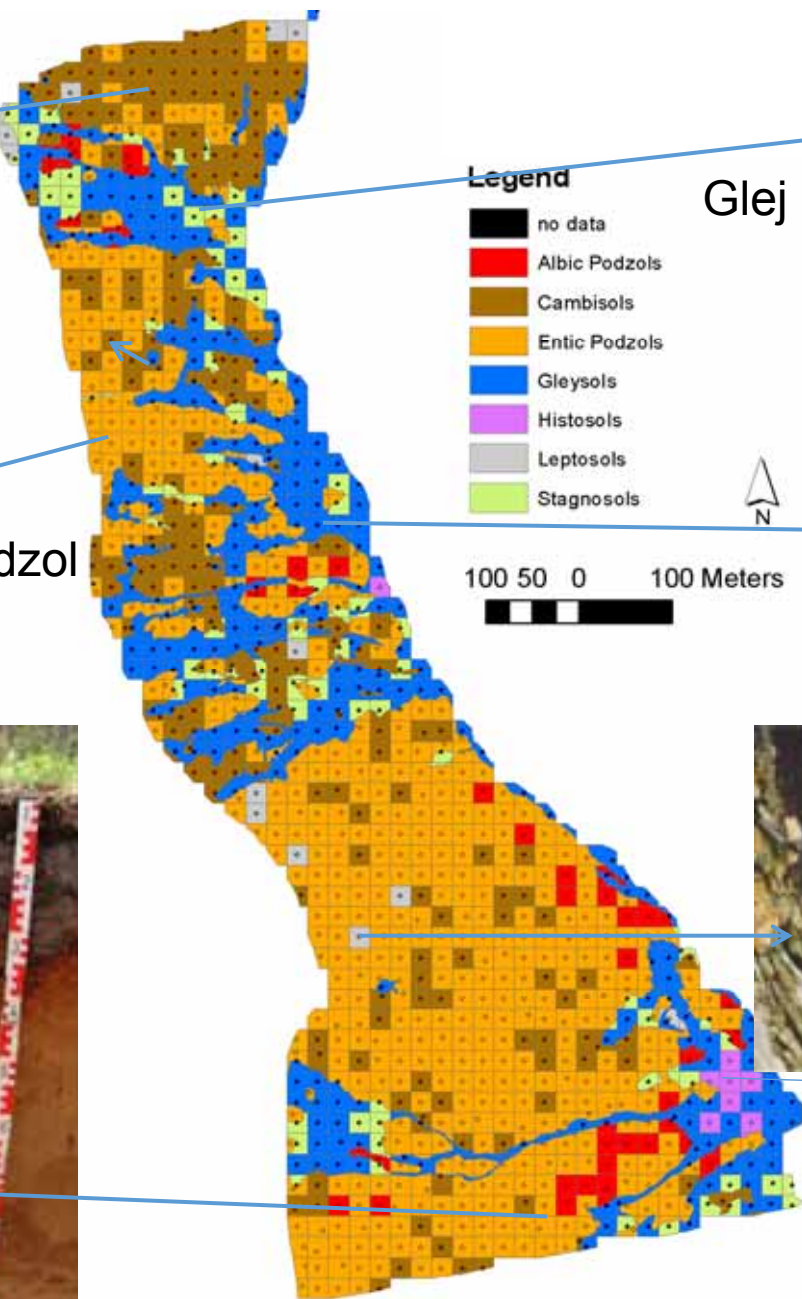 Legend
Glej
no data
Albic Podzols
Cambisols
Entic Podzols
Gleysols
Histosols
Leptosols
Stagnosols
N
dzol
100 50 0 100 Meters